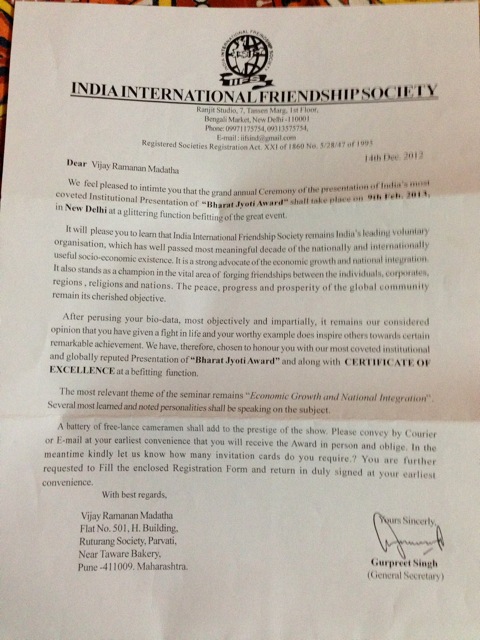 INDIA INTERNATIONAL FRIENDSHIP SOCIETY
IIFS
INDIA INTERNATIONAL FRIENDSHIP SOCIETY
Ranjit Studio, 7, Tansen Marg, 1st Floor,
Bengali Market, New Delhi -110001
Phone: 09971175754, 09313575754,
E-mail: iifsind@gmail.com
Registered Societies Registration Act. XXI of 1860 No. 5/28/47 of 1995
14th Dec. 2012
Dear Vijay Ramanan Madatha
We feel pleased to intimte you that the grand annual Ceremony of the presentation of India's most
coveted Institutional Presentation of "Bharat Jyoti Award" shall take place on 9th Feb. 2013,
in New Delhi at a glittering function befitting of the great event.
It will please you to learn that India International Friendship Society remains India's leading voluntary
organisation, which has well passed most meaningful decade of the nationally and internationally
useful socio-economic existence. It is a strong advocate of the economic growth and national integration.
It also stands as a champion in the vital area of forging friendships between the individuals, corporates,
regions , religions and nations. The peace, progress and prosperity of the global community
remain its cherished objective.
After perusing your bio-data, most objectively and impartially, it remains our considered
opinion that you have given a fight in life and your worthy example does inspire others towards certain
remarkable achievement. We have, therefore, chosen to honour you with our most coveted institutional
and globally reputed Presentation of "Bharat Jyoti Award" and along with CERTIFICATE OF
EXCELLENCE at a befitting function.
The most relevant theme of the seminar remains "Economic Growth and National Integration".
Several most learned and noted personalities shall be speaking on the subject.
A battery of free-lance cameramen shall add to the prestige of the show. Please convey by Courier
or E-mail at your earliest convenience that you will receive the Award in person and oblige. In the
meantime kindly let us know how many invitation cards do you require.? You are further
requested to Fill the enclosed Registration Form and return in duly signed at your earliest
convenience.
With best regards,
Vijay Ramanan Madatha
Flat No. 501, H. Building,
Ruturang Society, Parvati,
Near Taware Bakery,
Pune -411009. Maharashtra.
Yours Sincerly,
Gurpreet Singh
(General Secretary)